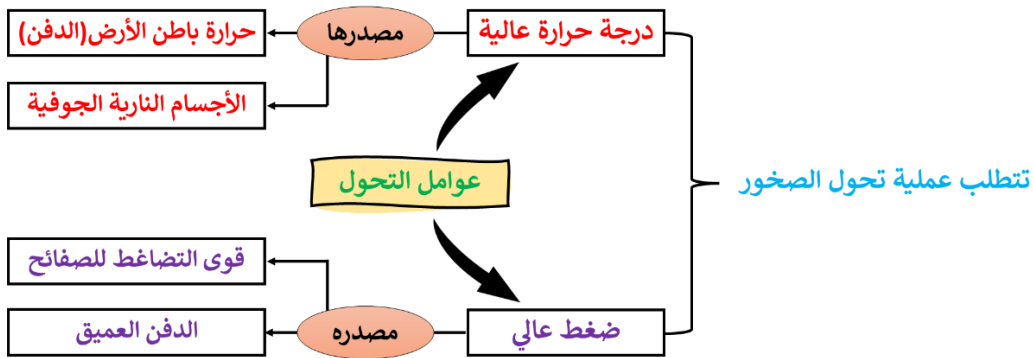 تتطلب عملية تحول الصخور
عوامل التحول
درجة حرارة عالية
مصدرها
حرارة باطن الأرض(الدفن)
الأجسام النارية الجوفية
ضغط عالي
مصدره
قوى التضاغط للصفائح
الدفن العميق